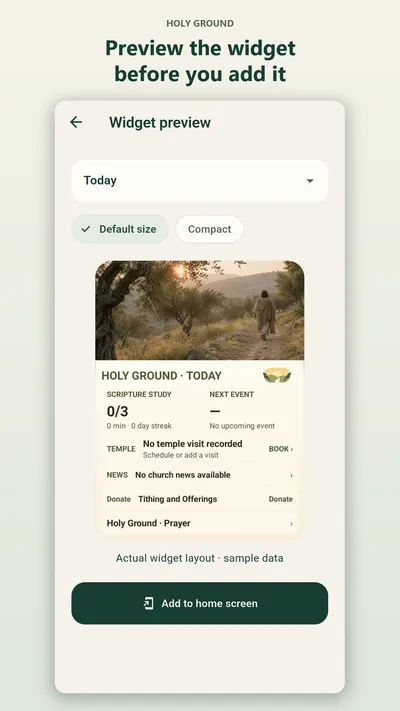 HOLY GROUND
Preview the widget
before you add it
Widget preview
Today
Default size
Compact
HOLY GROUND · TODAY
SCRIPTURE STUDY
NEXT EVENT
0/3
—
0 min · 0 day streak
No upcoming event
TEMPLE
No temple visit recorded
Schedule or add a visit
BOOK ›
NEWS No church news available ›
Donate Tithing and Offerings Donate
Holy Ground · Prayer ›
Actual widget layout · sample data
Add to home screen